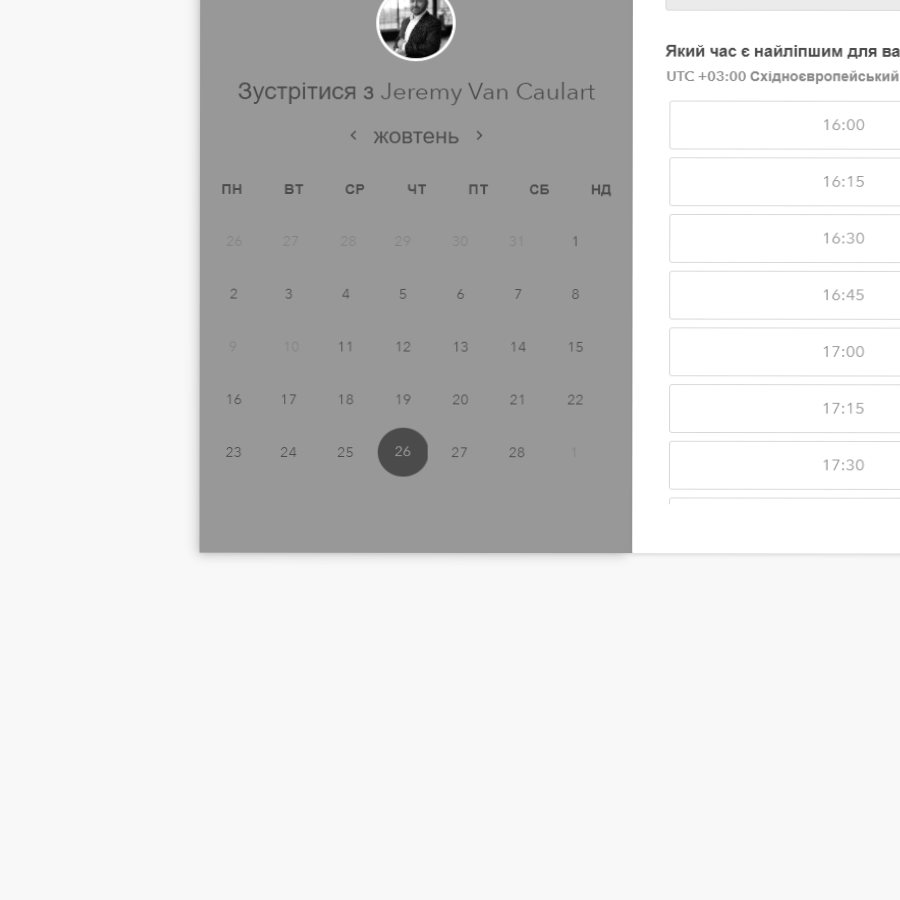 Зустрітися з Jeremy Van Caulart
‹ жовтень ›
ПН ВТ СР ЧТ ПТ СБ НД
26 27 28 29 30 31 1
2 3 4 5 6 7 8
9 10 11 12 13 14 15
16 17 18 19 20 21 22
23 24 25 26 27 28 1
Який час є найліпшим для ва
UTC +03:00 Східноєвропейський
16:00
16:15
16:30
16:45
17:00
17:15
17:30